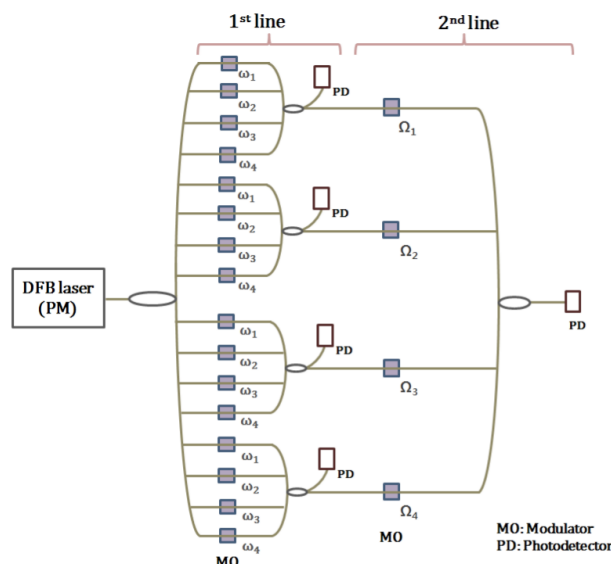 1st line
2nd line
ω1
PD
ω2
Ω1
ω3
ω4
ω1
PD
ω2
Ω2
ω3
ω4
DFB laser
(PM)
ω1
PD
PD
ω2
ω3
Ω3
ω4
ω1
ω2
PD
ω3
Ω4
ω4
MO
MO
MO: Modulator
PD: Photodetector